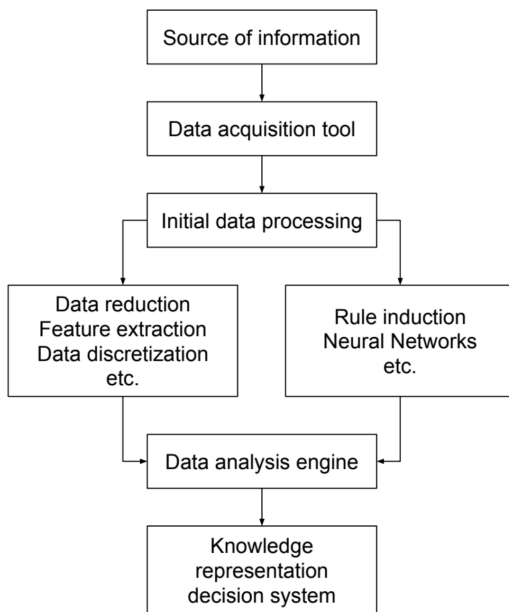 Source of information
Data acquisition tool
Initial data processing
Data reduction
Feature extraction
Data discretization
etc.
Rule induction
Neural Networks
etc.
Data analysis engine
Knowledge
representation
decision system